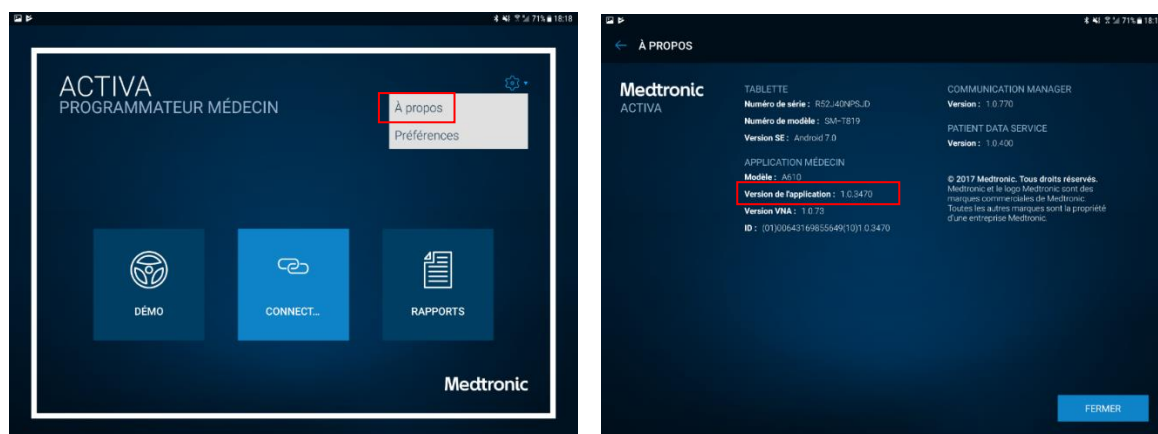 71% 18:18
ACTIVA
PROGRAMMATEUR MÉDECIN
À propos
Préférences
DÉMO
CONNECT...
RAPPORTS
Medtronic
71% 18:1
À PROPOS
Medtronic
ACTIVA
TABLETTE
Numéro de série : R52J40NPSJD
Numéro de modèle : SM-T819
Version SE : Android 7.0
APPLICATION MÉDECIN
Modèle : A610
Version de l'application : 1.0.3470
Version VNA : 1.0.73
ID : (01)00643169855649(10)1.0.3470
COMMUNICATION MANAGER
Version : 1.0.770
PATIENT DATA SERVICE
Version : 1.0.400
© 2017 Medtronic. Tous droits réservés.
Medtronic et le logo Medtronic sont des
marques commerciales de Medtronic.
Toutes les autres marques sont la propriété
d'une entreprise Medtronic.
FERMER